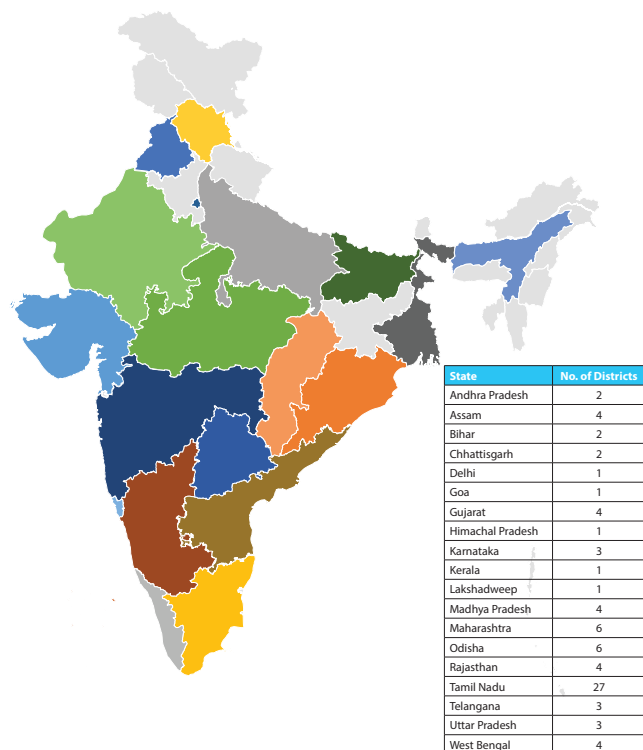 State No. of Districts
Andhra Pradesh 2
Assam 4
Bihar 2
Chhattisgarh 2
Delhi 1
Goa 1
Gujarat 4
Himachal Pradesh 1
Karnataka 3
Kerala 1
Lakshadweep 1
Madhya Pradesh 4
Maharashtra 6
Odisha 6
Rajasthan 4
Tamil Nadu 27
Telangana 3
Uttar Pradesh 3
West Bengal 4